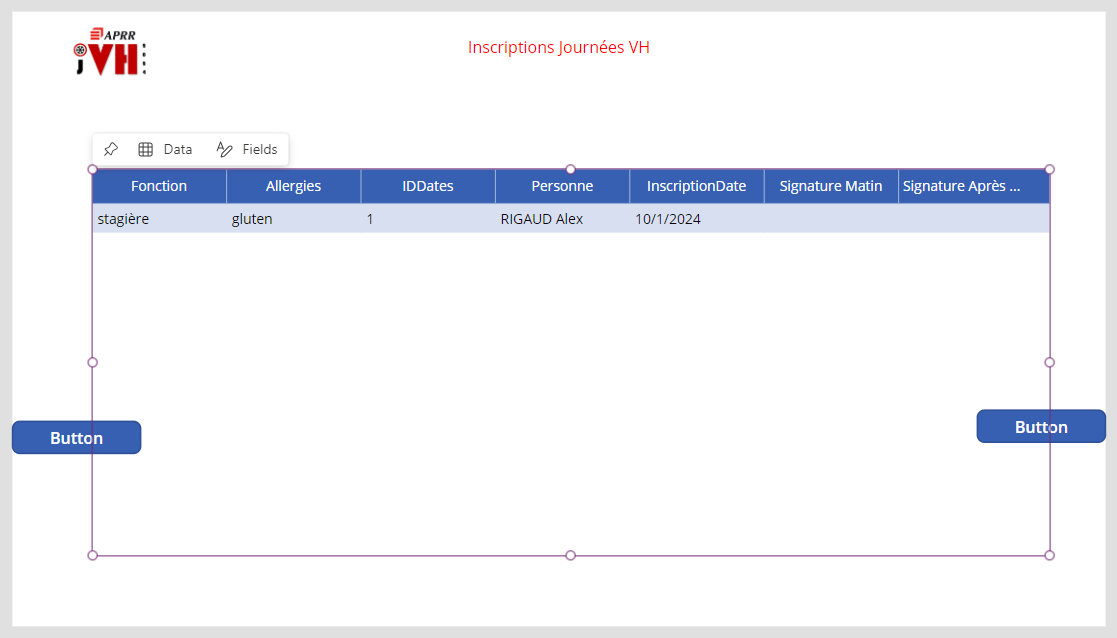 APRR
jVH
Inscriptions Journées VH
Data Fields
Fonction Allergies IDDates Personne InscriptionDate Signature Matin Signature Après ...
stagière gluten 1 RIGAUD Alex 10/1/2024
Button
Button